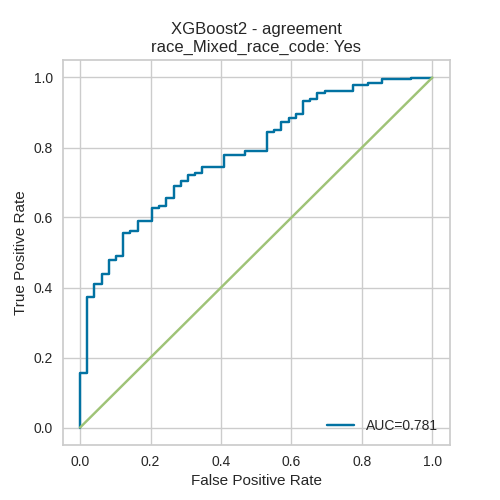 XGBoost2 - agreement
race_Mixed_race_code: Yes
True Positive Rate
1.0
0.8
0.6
0.4
0.2
0.0
AUC=0.781
0.0 0.2 0.4 0.6 0.8 1.0
False Positive Rate